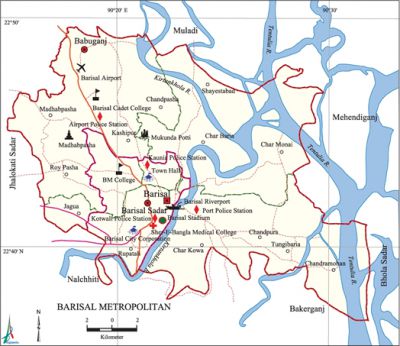 90°20' E
90°30' E
22°50'
Muladi
Babuganj
Barisal Airport
Tentulia R.
Kirtonkhola R.
Shayestabad
Barisal Cadet College
Chandpasha
Madhabpasha
Airport Police Station
Kashipur
Mukunda Potti
Mehendiganj
Jhalokati Sadar
Madhabpasha
Char Baria
Char Monai
Kaunia Police Station
Town Hall
Tentulia R.
Roy Pasha
BM College
Barisal
Barisal Riverport
Jagua
Barisal Sadar
Port Police Station
Kotwali Police Station
Barisal Stadium
Sher-E-Bangla Medical College
Barisal City Corporation
Chandpura
22°40' N
Rupatali
Char Kowa
Tungibaria
Nalchhiti
Chandramohan
Tentulia R.
Bhola Sadar
BARISAL METROPOLITAN
Bakerganj
2 0 2
Kilometer